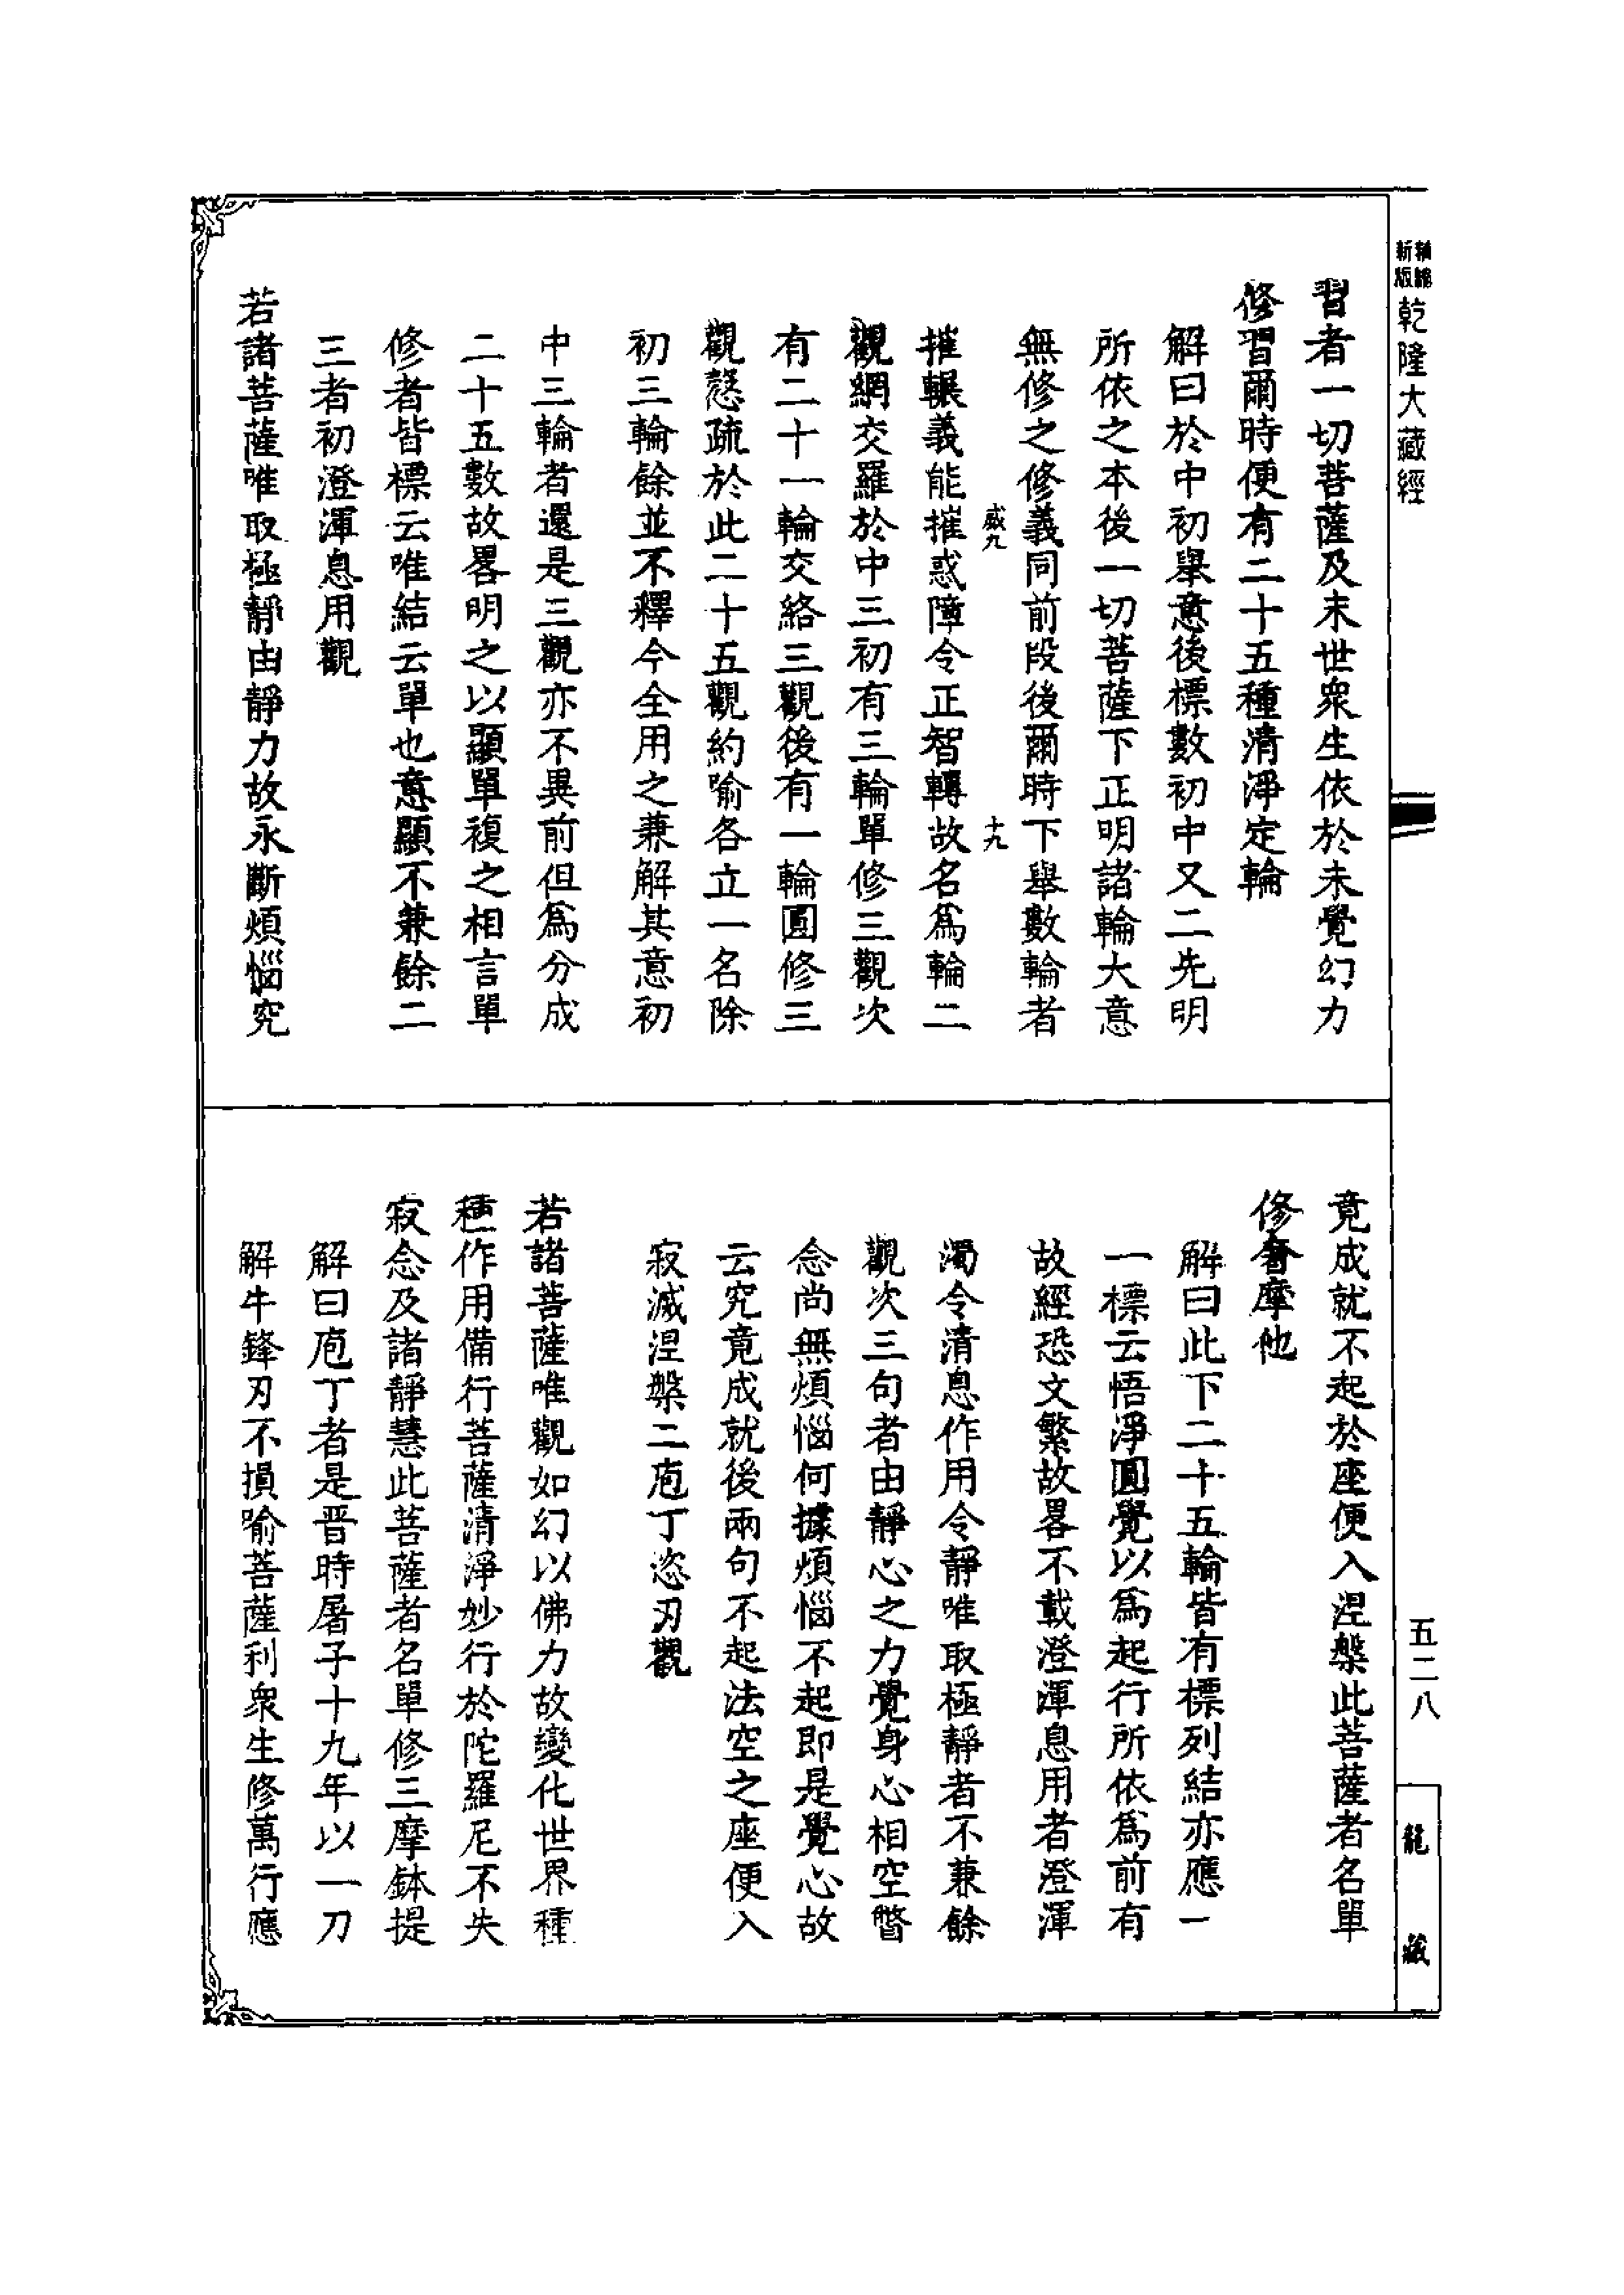 新版精編
乾隆大藏經
習者一切菩薩及末世衆生依於未覺幻力
修習爾時便有二十五種清淨定輪
解曰於中初舉意後標數初中又二先明
所依之本後一切菩薩下正明諸輪大意
無修之修義同前段後爾時下舉數輪者
威九
十九
摧輾義能摧惑障令正智轉故名爲輪二
觀網交羅於中三初有三輪單修三觀次
有二十一輪交絡三觀後有一輪圓修三
觀慤疏於此二十五觀約喻各立一名除
初三輪餘並不釋今全用之兼解其意初
中三輪者還是三觀亦不異前但爲分成
二十五數故畧明之以顯單複之相言單
修者皆標云唯結云單也意顯不兼餘二
三者初澄渾息用觀
若諸菩薩唯取極靜由靜力故永斷煩惱究
竟成就不起於座便入涅槃此菩薩者名單
修奢摩他
解曰此下二十五輪皆有標列結亦應一
一標云悟淨圓覺以爲起行所依爲前有
故經恐文繁故畧不載澄渾息用者澄渾
濁令清息作用令靜唯取極靜者不兼餘
觀次三句者由靜心之力覺身心相空瞥
念尚無煩惱何據煩惱不起即是覺心故
云究竟成就後兩句不起法空之座便入
寂滅涅槃二庖丁恣刃觀
若諸菩薩唯觀如幻以佛力故變化世界種
種作用備行菩薩清淨妙行於陀羅尼不失
寂念及諸靜慧此菩薩者名單修三摩鉢提
解曰庖丁者是晋時屠子十九年以一刀
解牛鋒刃不損喻菩薩利衆生修萬行應
五二八
龍藏